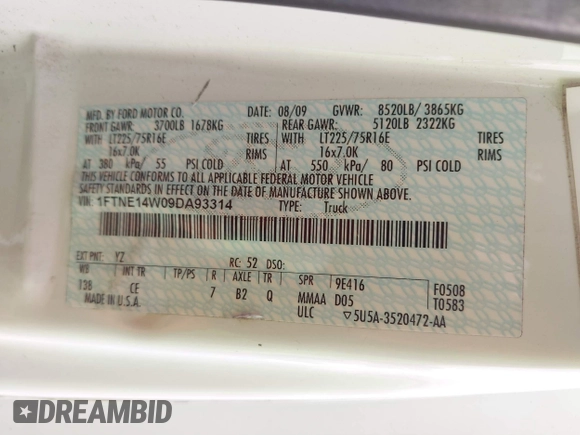 MFD. BY FORD MOTOR CO. DATE: 08/09 GVWR: 8520LB/ 3865KG
FRONT GAWR: 3700LB 1678KG REAR GAWR: 5120LB 2322KG
WITH LT225/75R16E TIRES WITH LT225/75R16E TIRES
16x7.0K RIMS 16x7.0K RIMS
AT 380 kPa/ 55 PSI COLD AT 550 kPa/ 80 PSI COLD
THIS VEHICLE CONFORMS TO ALL APPLICABLE FEDERAL MOTOR VEHICLE
SAFETY STANDARDS IN EFFECT ON THE DATE OF MANUFACTURE SHOWN ABOVE.
VIN: 1FTNE14W09DA93314 TYPE: Truck
EXT PNT: YZ RC: 52 DSO:
WB INT TR TP/PS R AXLE TR SPR 9E416 F0508
138 CE 7 B2 Q MMAA D05 T0583
MADE IN U.S.A. ULC ▽5U5A-3520472-AA
DREAMBID